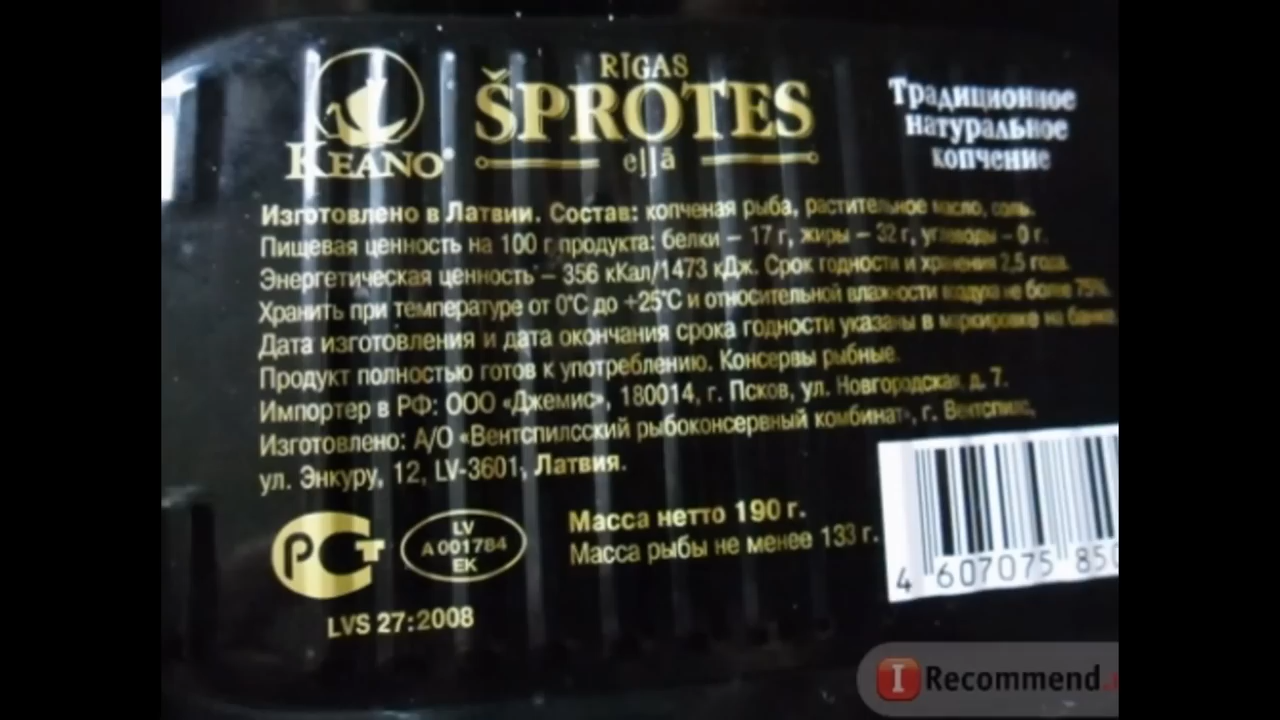 KEANO
RĪGAS
ŠPROTES
eļļā
Традиционное
натуральное
копчение
Изготовлено в Латвии. Состав: копченая рыба, растительное масло, соль.
Пищевая ценность на 100 г продукта: белки – 17 г, жиры – 32 г, углеводы – 0 г.
Энергетическая ценность – 356 кКал/1473 кДж. Срок годности и хранения 2,5 года.
Хранить при температуре от 0°С до +25°С и относительной влажности воздуха не более 75%.
Дата изготовления и дата окончания срока годности указаны в маркировке на банке.
Продукт полностью готов к употреблению. Консервы рыбные.
Импортер в РФ: ООО «Джемис», 180014, г. Псков, ул. Новгородская, д. 7.
Изготовлено: А/О «Вентспилсский рыбоконсервный комбинат», г. Вентспилс,
ул. Энкуру, 12, LV-3601, Латвия.
РСТ
LV
A 001784
EK
Масса нетто 190 г.
Масса рыбы не менее 133 г.
LVS 27:2008
4 607075 850
I Recommend